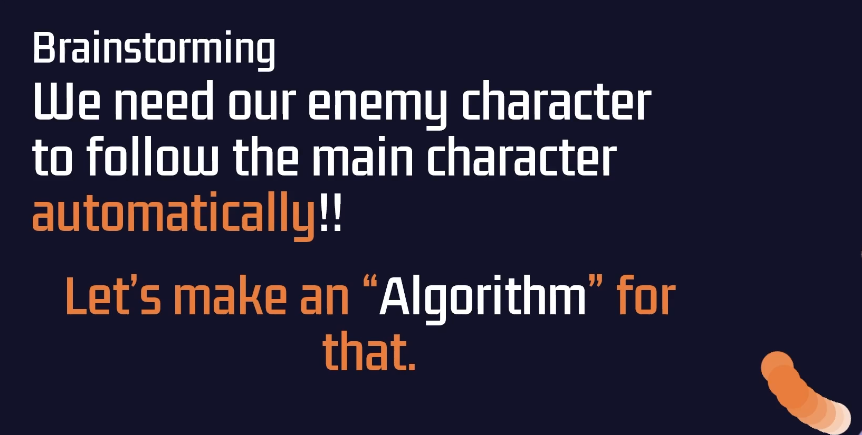 Brainstorming
We need our enemy character
to follow the main character
automatically!!
Let's make an “Algorithm” for
that.